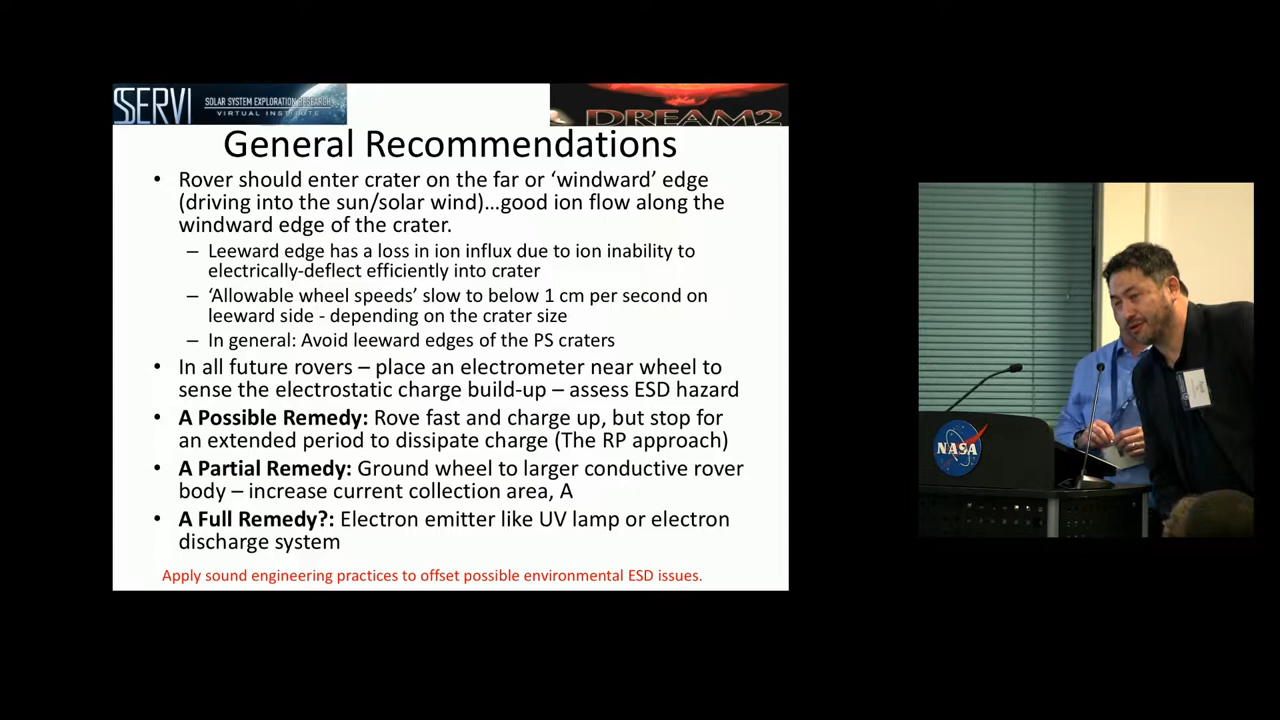 SSERVI
SOLAR SYSTEM EXPLORATION RESEARCH
VIRTUAL INSTITUTE
DREAM2
General Recommendations
• Rover should enter crater on the far or ‘windward’ edge
(driving into the sun/solar wind)…good ion flow along the
windward edge of the crater.
– Leeward edge has a loss in ion influx due to ion inability to
electrically-deflect efficiently into crater
– ‘Allowable wheel speeds’ slow to below 1 cm per second on
leeward side - depending on the crater size
– In general: Avoid leeward edges of the PS craters
• In all future rovers – place an electrometer near wheel to
sense the electrostatic charge build-up – assess ESD hazard
• A Possible Remedy: Rove fast and charge up, but stop for
an extended period to dissipate charge (The RP approach)
• A Partial Remedy: Ground wheel to larger conductive rover
body – increase current collection area, A
• A Full Remedy?: Electron emitter like UV lamp or electron
discharge system
Apply sound engineering practices to offset possible environmental ESD issues.
NASA